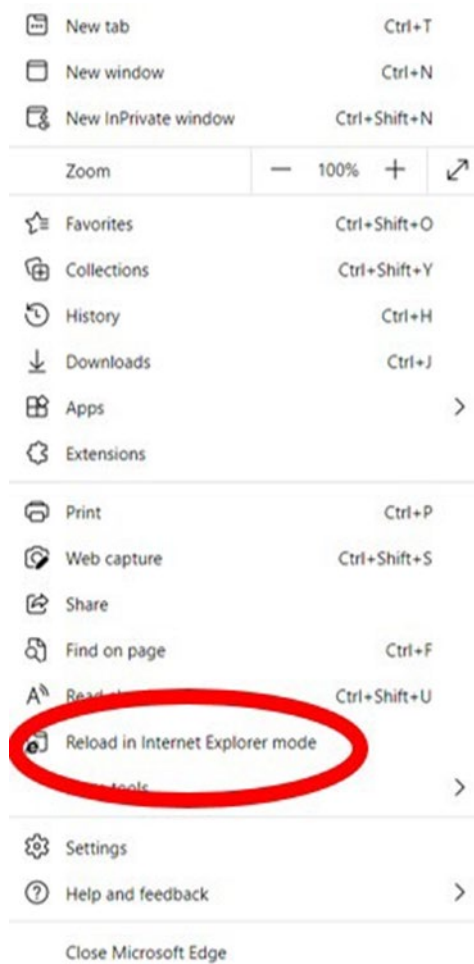 New tab Ctrl+T
New window Ctrl+N
New InPrivate window Ctrl+Shift+N
Zoom — 100% +
Favorites Ctrl+Shift+O
Collections Ctrl+Shift+Y
History Ctrl+H
Downloads Ctrl+J
Apps
Extensions
Print Ctrl+P
Web capture Ctrl+Shift+S
Share
Find on page Ctrl+F
Read Ctrl+Shift+U
Reload in Internet Explorer mode
tools
Settings
Help and feedback
Close Microsoft Edge